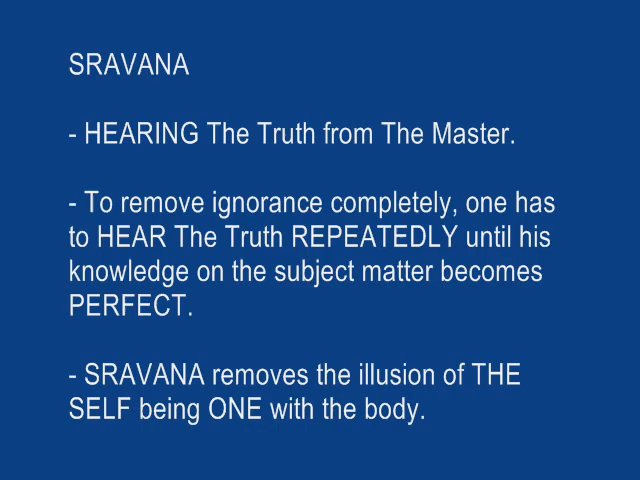 SRAVANA
- HEARING The Truth from The Master.
- To remove ignorance completely, one has
to HEAR The Truth REPEATEDLY until his
knowledge on the subject matter becomes
PERFECT.
- SRAVANA removes the illusion of THE
SELF being ONE with the body.